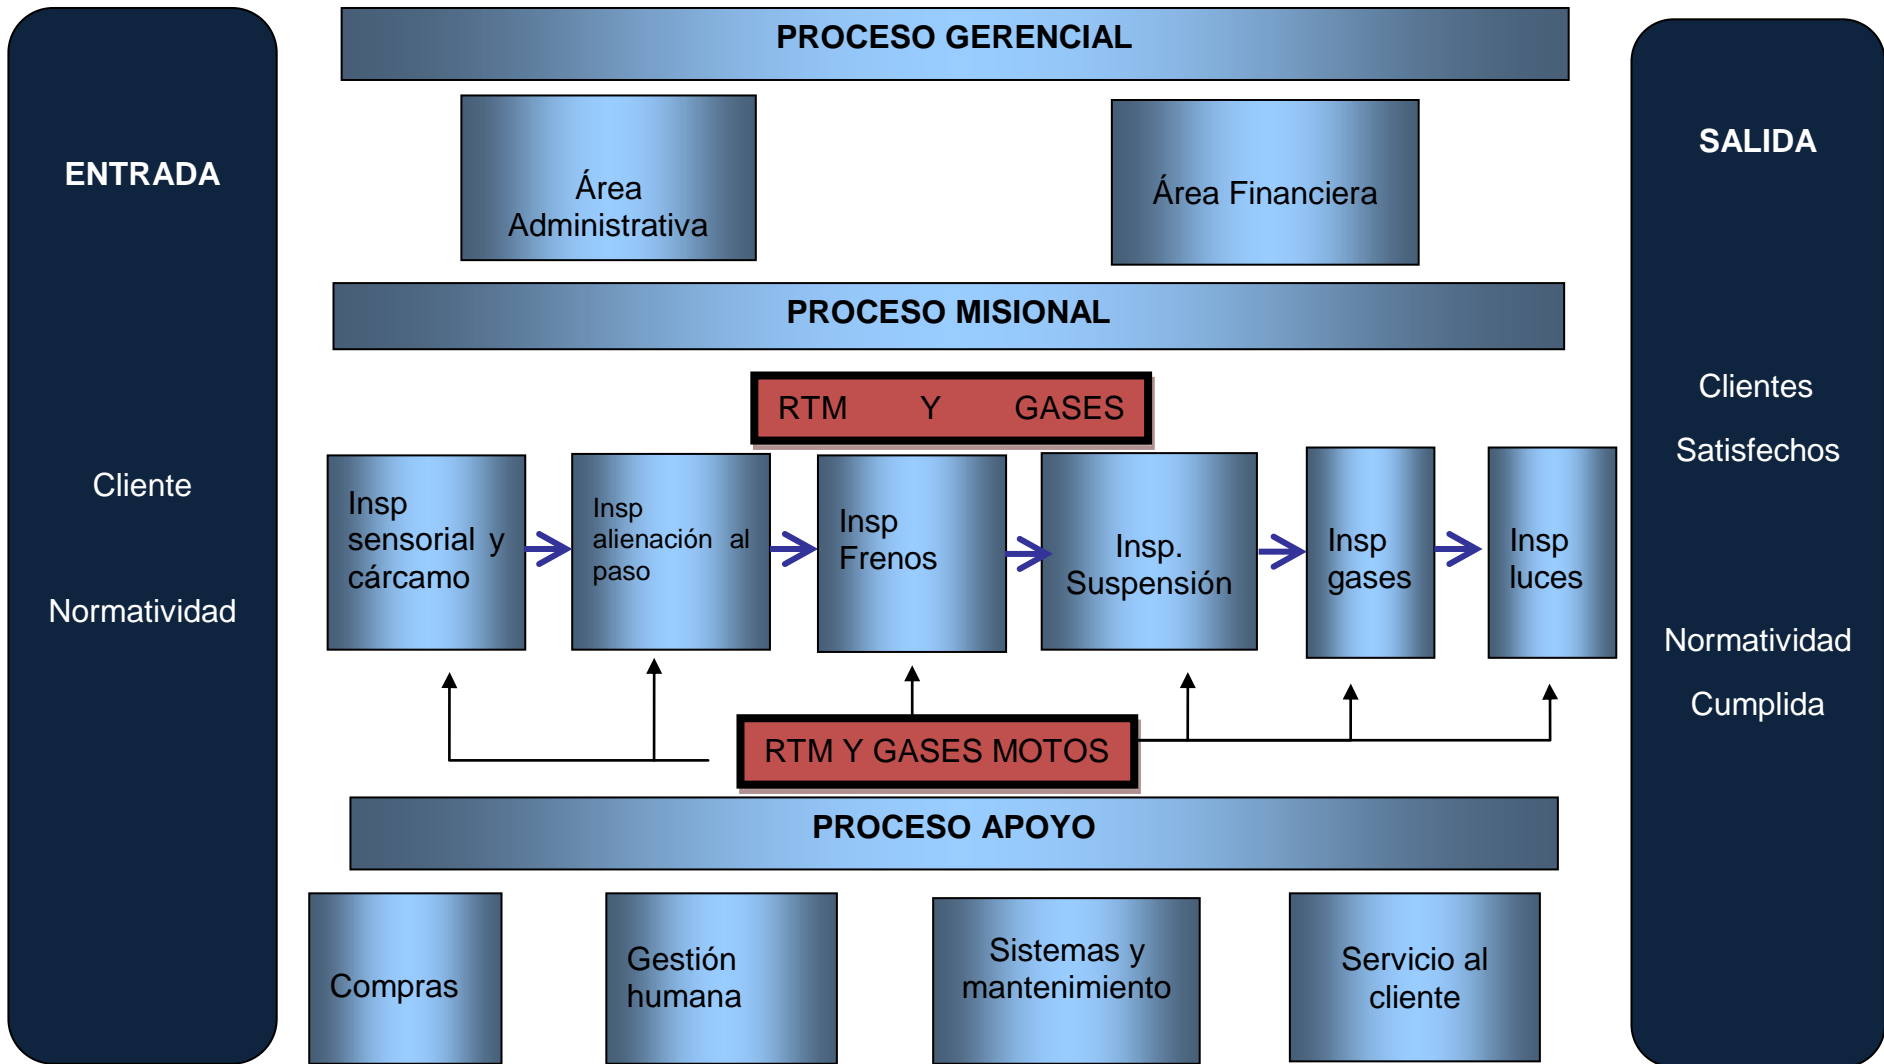 PROCESO GERENCIAL
ENTRADA
Cliente
Normatividad
Área
Administrativa
Área Financiera
PROCESO MISIONAL
RTM Y GASES
Insp
sensorial y
cárcamo
Insp
alienación al
paso
Insp
Frenos
Insp.
Suspensión
Insp
gases
Insp
luces
RTM Y GASES MOTOS
PROCESO APOYO
Compras
Gestión
humana
Sistemas y
mantenimiento
Servicio al
cliente
SALIDA
Clientes
Satisfechos
Normatividad
Cumplida